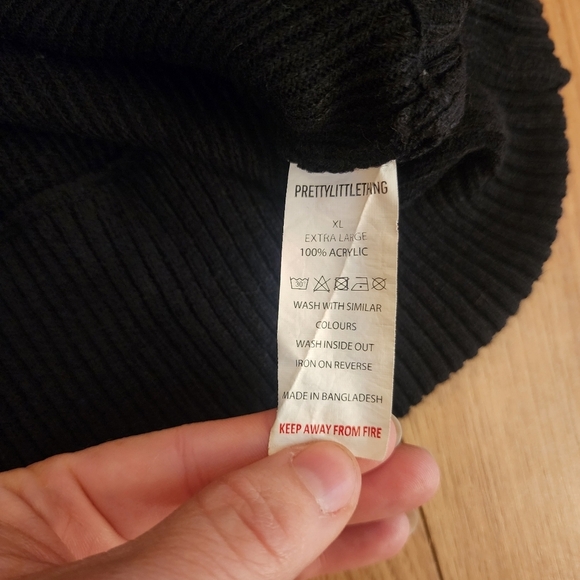 PRETTYLITTLETHING
XL
EXTRA LARGE
100% ACRYLIC
30°
WASH WITH SIMILAR
COLOURS
WASH INSIDE OUT
IRON ON REVERSE
MADE IN BANGLADESH
KEEP AWAY FROM FIRE